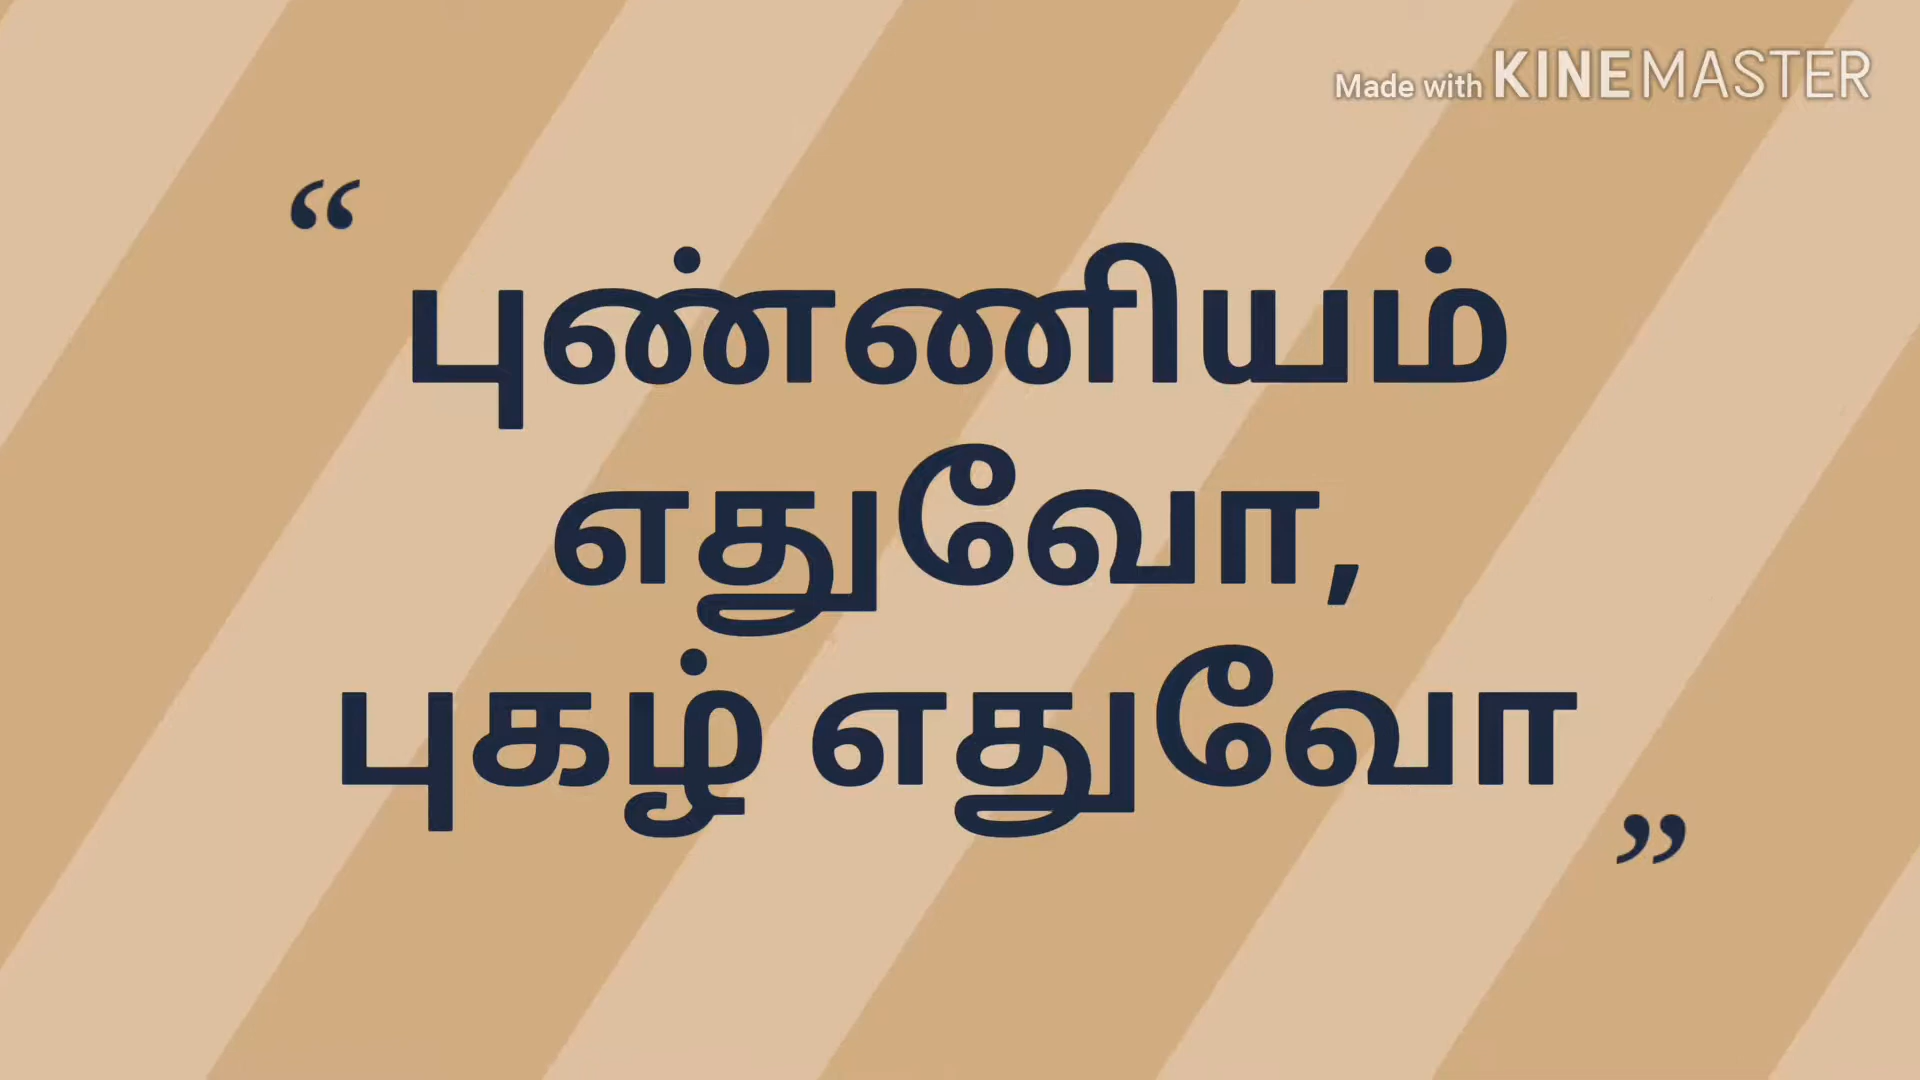 Made with KINEMASTER
“
புண்ணியம்
எதுவோ,
புகழ் எதுவோ
”